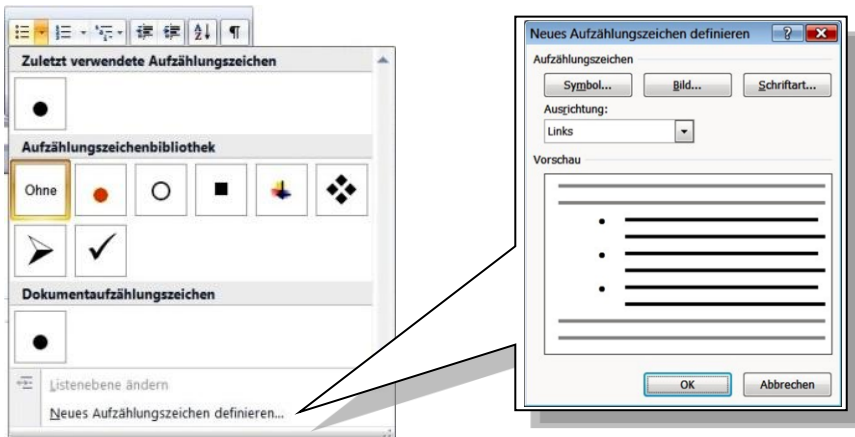 Zuletzt verwendete Aufzählungszeichen
Aufzählungszeichenbibliothek
Ohne
Dokumentaufzählungszeichen
Listenebene ändern
Neues Aufzählungszeichen definieren...
Neues Aufzählungszeichen definieren
Aufzählungszeichen
Symbol... Bild... Schriftart...
Ausrichtung:
Links
Vorschau
OK Abbrechen